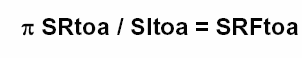 π SRtoa / SItoa = SRFtoa